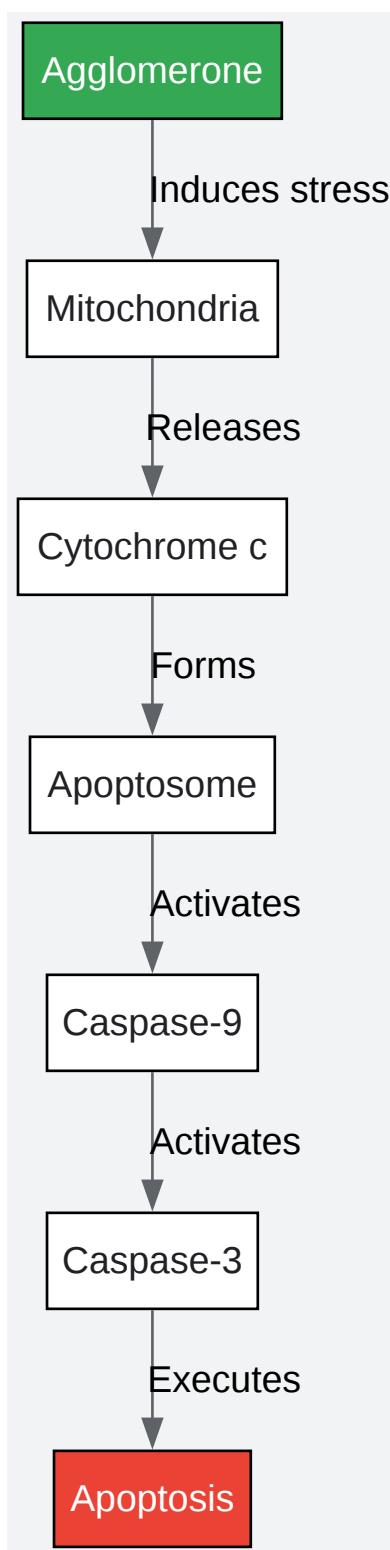 Agglomerone
Induces stress
Mitochondria
Releases
Cytochrome c
Forms
Apoptosome
Activates
Caspase-9
Activates
Caspase-3
Executes
Apoptosis